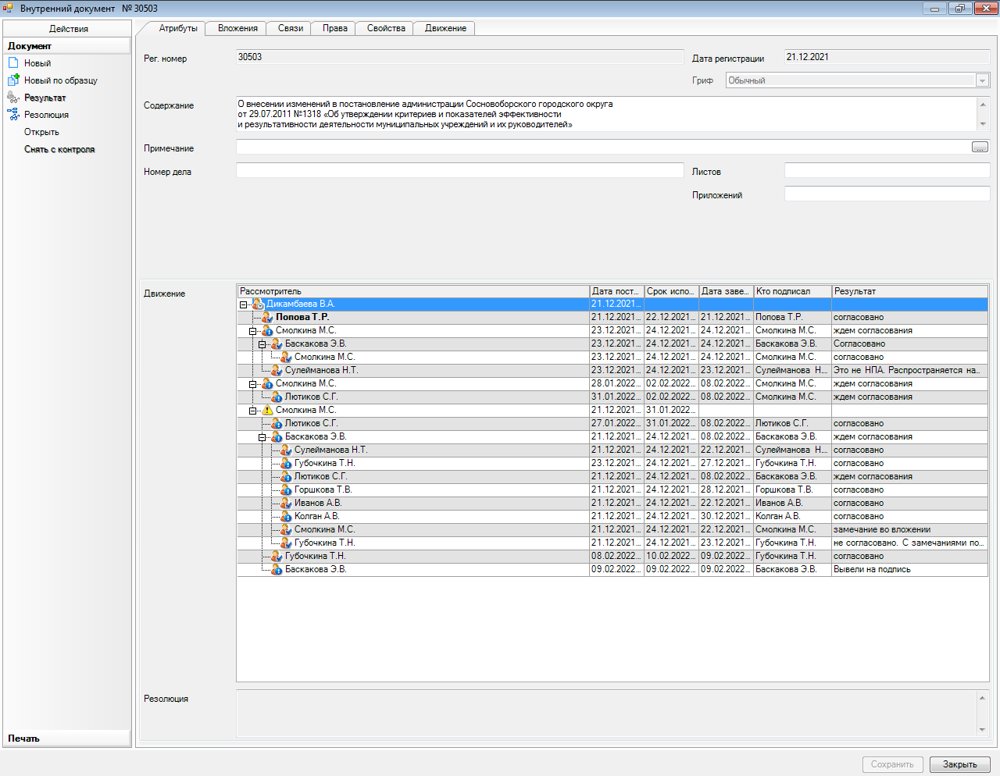 Внутренний документ № 30503
Действия
Документ
Новый
Новый по образцу
Результат
Резолюция
Открыть
Снять с контроля
Печать
Атрибуты Вложения Связи Права Свойства Движение
Рег. номер 30503 Дата регистрации 21.12.2021
Гриф Обычный
Содержание
О внесении изменений в постановление администрации Сосновоборского городского округа
от 29.07.2011 №1318 «Об утверждении критериев и показателей эффективности
и результативности деятельности муниципальных учреждений и их руководителей»
Примечание ...
Номер дела Листов
Приложений
Движение
Рассмотритель Дата пост... Срок испо... Дата заве... Кто подписал Результат
Дикамбаева В.А. 21.12.2021...
Попова Т.Р. 21.12.2021... 22.12.2021... 21.12.2021... Попова Т.Р. согласовано
Смолкина М.С. 23.12.2021... 24.12.2021... 24.12.2021... Смолкина М.С. ждем согласования
Баскакова Э.В. 23.12.2021... 24.12.2021... 24.12.2021... Баскакова Э.В. Согласовано
Смолкина М.С. 23.12.2021... 24.12.2021... 24.12.2021... Смолкина М.С. согласовано
Сулейманова Н.Т. 23.12.2021... 24.12.2021... 23.12.2021... Сулейманова Н.... Это не НПА. Распространяется на...
Смолкина М.С. 28.01.2022... 02.02.2022... 08.02.2022... Смолкина М.С. ждем согласования
Лютиков С.Г. 31.01.2022... 02.02.2022... 08.02.2022... Смолкина М.С. ждем согласования
Смолкина М.С. 21.12.2021... 31.01.2022...
Лютиков С.Г. 27.01.2022... 31.01.2022... 08.02.2022... Лютиков С.Г. согласовано
Баскакова Э.В. 21.12.2021... 24.12.2021... 08.02.2022... Баскакова Э.В. ждем согласования
Сулейманова Н.Т. 21.12.2021... 24.12.2021... 22.12.2021... Сулейманова Н.... согласовано
Губочкина Т.Н. 23.12.2021... 24.12.2021... 27.12.2021... Губочкина Т.Н. согласовано
Лютиков С.Г. 21.12.2021... 24.12.2021... 08.02.2022... Баскакова Э.В. ждем согласования
Горшкова Т.В. 21.12.2021... 24.12.2021... 28.12.2021... Горшкова Т.В. согласовано
Иванов А.В. 21.12.2021... 24.12.2021... 22.12.2021... Иванов А.В. согласовано
Колган А.В. 21.12.2021... 24.12.2021... 30.12.2021... Колган А.В. согласовано
Смолкина М.С. 21.12.2021... 24.12.2021... 22.12.2021... Смолкина М.С. замечание во вложении
Губочкина Т.Н. 21.12.2021... 24.12.2021... 23.12.2021... Губочкина Т.Н. не согласовано. С замечаниями по...
Губочкина Т.Н. 08.02.2022... 10.02.2022... 09.02.2022... Губочкина Т.Н. согласовано
Баскакова Э.В. 09.02.2022... 09.02.2022... 09.02.2022... Баскакова Э.В. Вывели на подпись
Резолюция
Сохранить Закрыть